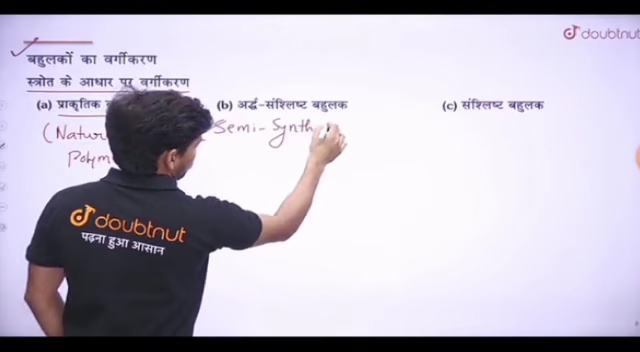 doubtnut
बहुलकों का वर्गीकरण
स्त्रोत के आधार पर वर्गीकरण
(a) प्राकृतिक (b) अर्द्ध-संश्लिष्ट बहुलक (c) संश्लिष्ट बहुलक
(Natur Semi-Synth
Polym
doubtnut
पढ़ना हुआ आसान